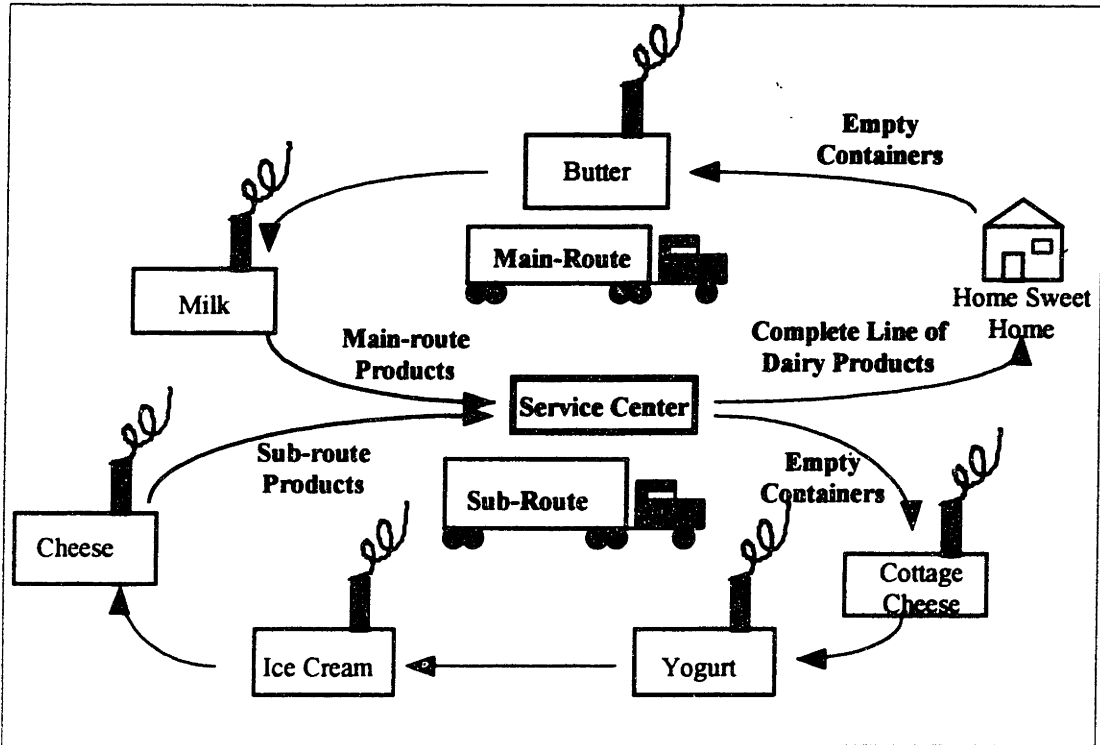 Empty
Containers
Butter
Main-Route
Milk
Home Sweet
Home
Main-route
Products
Complete Line of
Dairy Products
Service Center
Sub-route
Products
Empty
Containers
Sub-Route
Cheese
Cottage
Cheese
Ice Cream
Yogurt